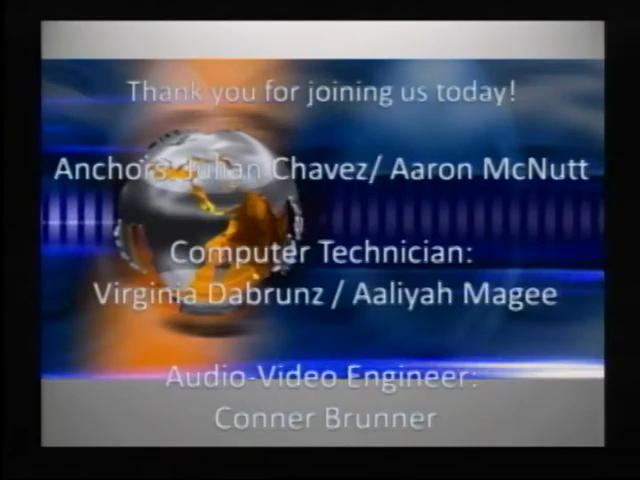 Thank you for joining us today!
Anchors: Julian Chavez/ Aaron McNutt
Computer Technician:
Virginia Dabrunz / Aaliyah Magee
Audio-Video Engineer:
Conner Brunner